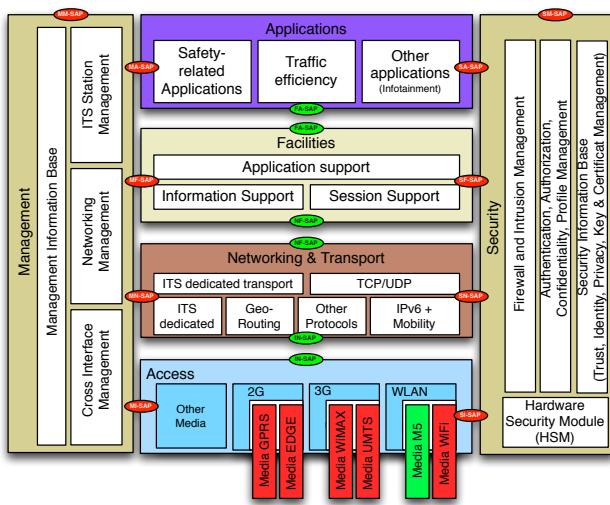 MM-SAP
SM-SAP
Applications
Safety-
related
Applications
Traffic
efficiency
Other
applications
(Infotainment)
MA-SAP
SA-SAP
FA-SAP
FA-SAP
Facilities
Application support
Information Support
Session Support
MF-SAP
SF-SAP
NF-SAP
NF-SAP
Networking & Transport
ITS dedicated transport
TCP/UDP
ITS
dedicated
Geo-
Routing
Other
Protocols
IPv6 +
Mobility
MN-SAP
SN-SAP
IN-SAP
IN-SAP
Access
Other
Media
2G
3G
WLAN
Media GPRS
Media EDGE
Media WiMAX
Media UMTS
Media M5
Media WiFi
MI-SAP
SI-SAP
Management
Management Information Base
ITS Station
Management
Networking
Management
Cross Interface
Management
Security
Firewall and Intrusion Management
Authentication, Authorization,
Confidentiality, Profile Management
Security Information Base
(Trust, Identity, Privacy, Key & Certificat Management)
Hardware
Security Module
(HSM)